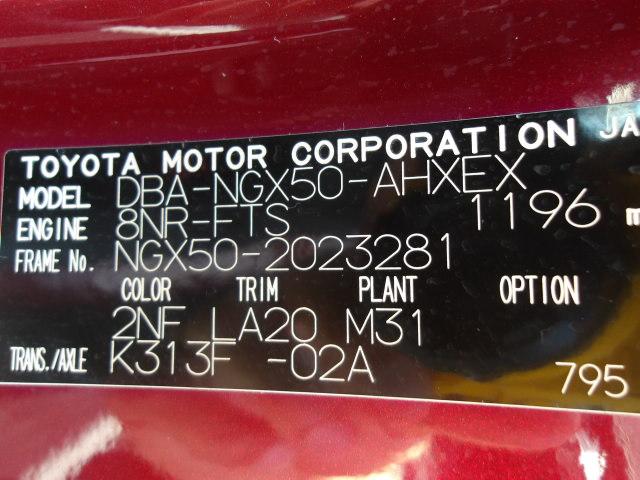 TOYOTA MOTOR CORPORATION JA
MODEL DBA-NGX50-AHXEX
ENGINE 8NR-FTS 1196 m
FRAME No. NGX50-2023281
COLOR TRIM PLANT OPTION
2NF LA20 M31
TRANS./AXLE K313F -02A
795